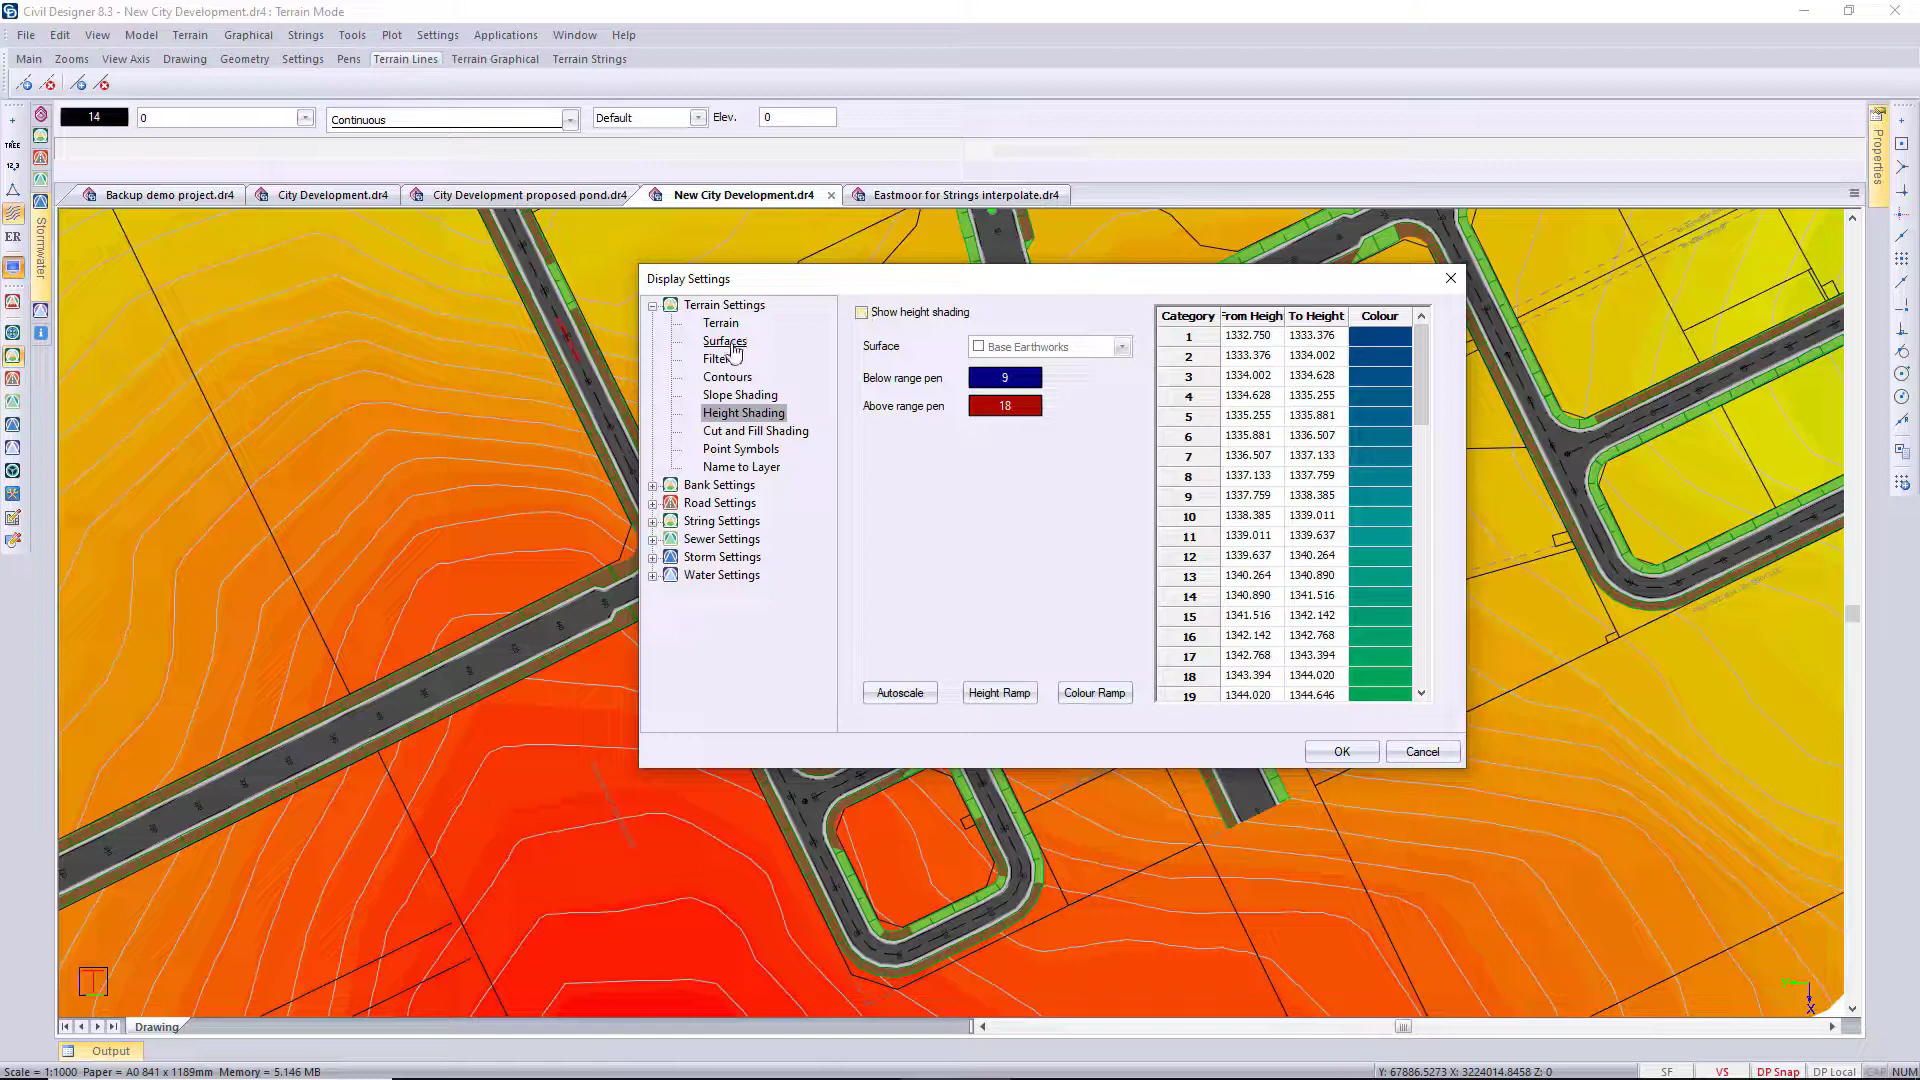 Civil Designer 8.3 - New City Development.dr4 : Terrain Mode
File Edit View Model Terrain Graphical Strings Tools Plot Settings Applications Window Help
Main Zooms View Axis Drawing Geometry Settings Pens Terrain Lines Terrain Graphical Terrain Strings
14 0 Continuous Default Elev. 0
TREE
12.3
ER
Stormwater
Properties
Backup demo project.dr4 City Development.dr4 City Development proposed pond.dr4 New City Development.dr4 Eastmoor for Strings interpolate.dr4
Display Settings
Terrain Settings
Terrain
Surfaces
Filter
Contours
Slope Shading
Height Shading
Cut and Fill Shading
Point Symbols
Name to Layer
Bank Settings
Road Settings
String Settings
Sewer Settings
Storm Settings
Water Settings
Show height shading
Surface Base Earthworks
Below range pen 9
Above range pen 18
Autoscale Height Ramp Colour Ramp
Category From Height To Height Colour
1 1332.750 1333.376
2 1333.376 1334.002
3 1334.002 1334.628
4 1334.628 1335.255
5 1335.255 1335.881
6 1335.881 1336.507
7 1336.507 1337.133
8 1337.133 1337.759
9 1337.759 1338.385
10 1338.385 1339.011
11 1339.011 1339.637
12 1339.637 1340.264
13 1340.264 1340.890
14 1340.890 1341.516
15 1341.516 1342.142
16 1342.142 1342.768
17 1342.768 1343.394
18 1343.394 1344.020
19 1344.020 1344.646
OK Cancel
X
Drawing
Output
Scale = 1:1000 Paper = A0 841 x 1189mm Memory = 5.146 MB Y: 67886.5273 X: 3224014.8458 Z: 0 SF VS DP Snap DP Local CAP NUM